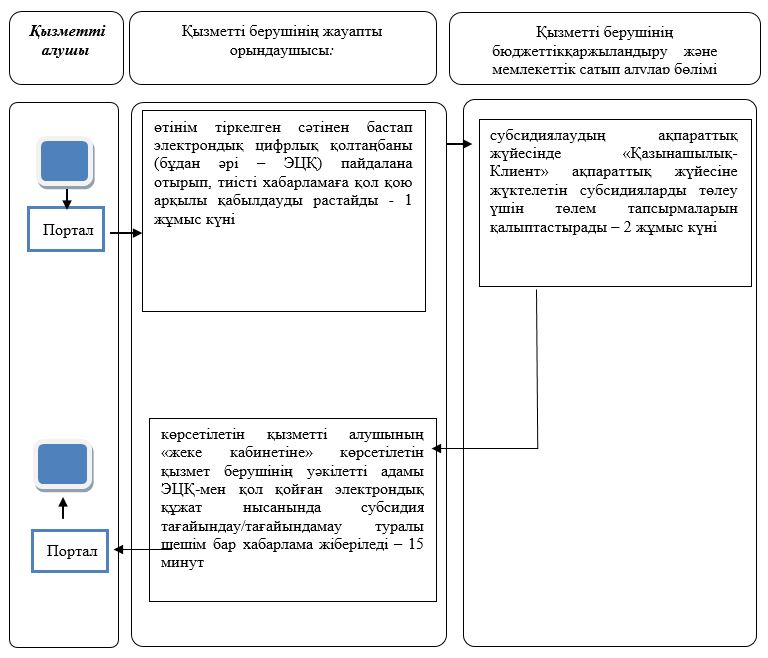 Қызметті
алушы
Қызметті берушінің жауапты
орындаушысы:
Қызметті берушінің
бюджеттікқаржыландыру және
мемлекеттік сатып алулар бөлімі
өтінім тіркелген сәтінен бастап
электрондық цифрлық қолтаңбаны
(бұдан әрі – ЭЦҚ) пайдалана
отырып, тиісті хабарламаға қол қою
арқылы қабылдауды растайды - 1
жұмыс күні
субсидиялаудың ақпараттық
жүйесінде «Қазынашылық-
Клиент» ақпараттық жүйесіне
жүктелетін субсидияларды төлеу
үшін төлем тапсырмаларын
қалыптастырады – 2 жұмыс күні
Портал
көрсетілетін қызметті алушының
«жеке кабинетіне» көрсетілетін
қызмет берушінің уәкілетті адамы
ЭЦҚ-мен қол қойған электрондық
құжат нысанында субсидия
тағайындау/тағайындамау туралы
шешім бар хабарлама жіберіледі – 15
минут
Портал